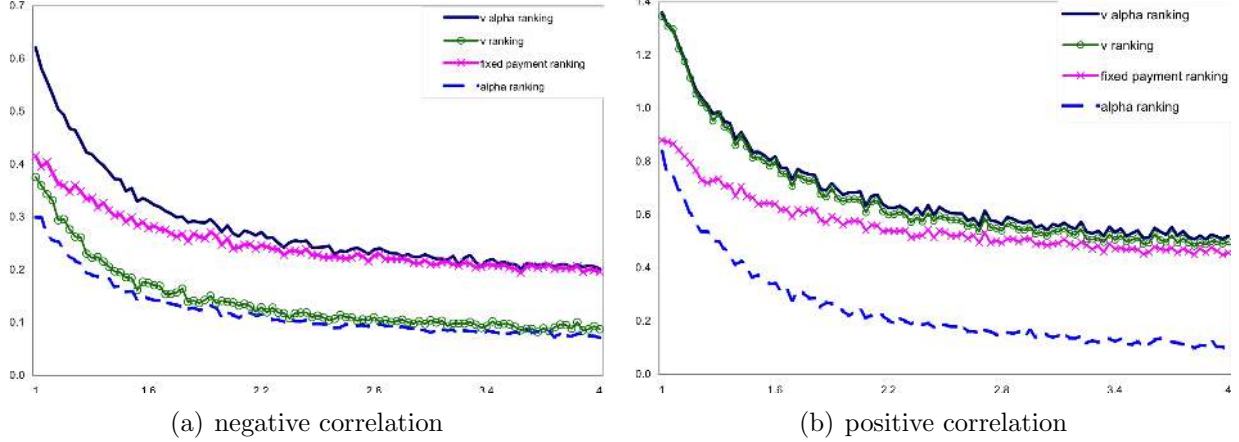 0.7
0.6
0.5
0.4
0.3
0.2
0.1
0.0
v alpha ranking
v ranking
fixed payment ranking
alpha ranking
1 1.6 2.2 2.8 3.4 4
(a) negative correlation
1.4
1.2
1.0
0.8
0.6
0.4
0.2
0.0
v alpha ranking
v ranking
fixed payment ranking
alpha ranking
1 1.6 2.2 2.8 3.4 4
(b) positive correlation